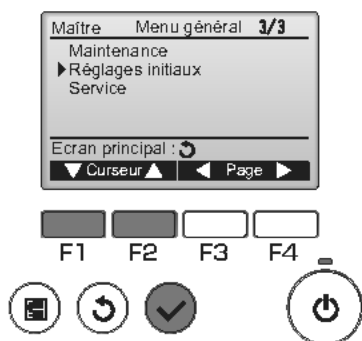 Maître Menu général 3/3
Maintenance
Réglages initiaux
Service
Ecran principal :
Curseur Page
F1 F2 F3 F4